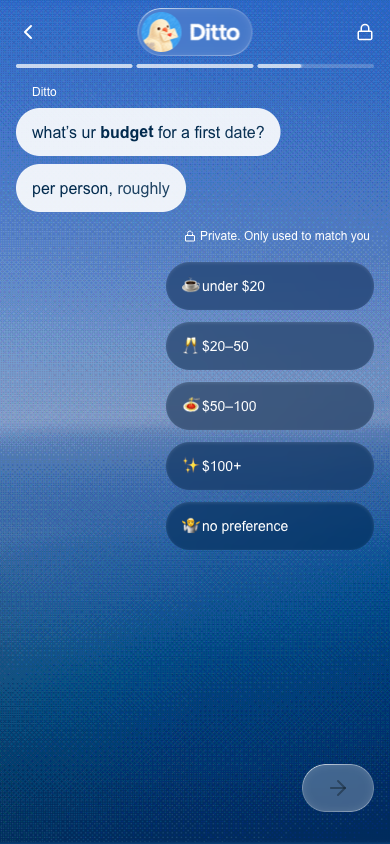 Ditto
Ditto
what's ur budget for a first date?
per person, roughly
Private. Only used to match you
under $20
$20–50
$50–100
$100+
no preference